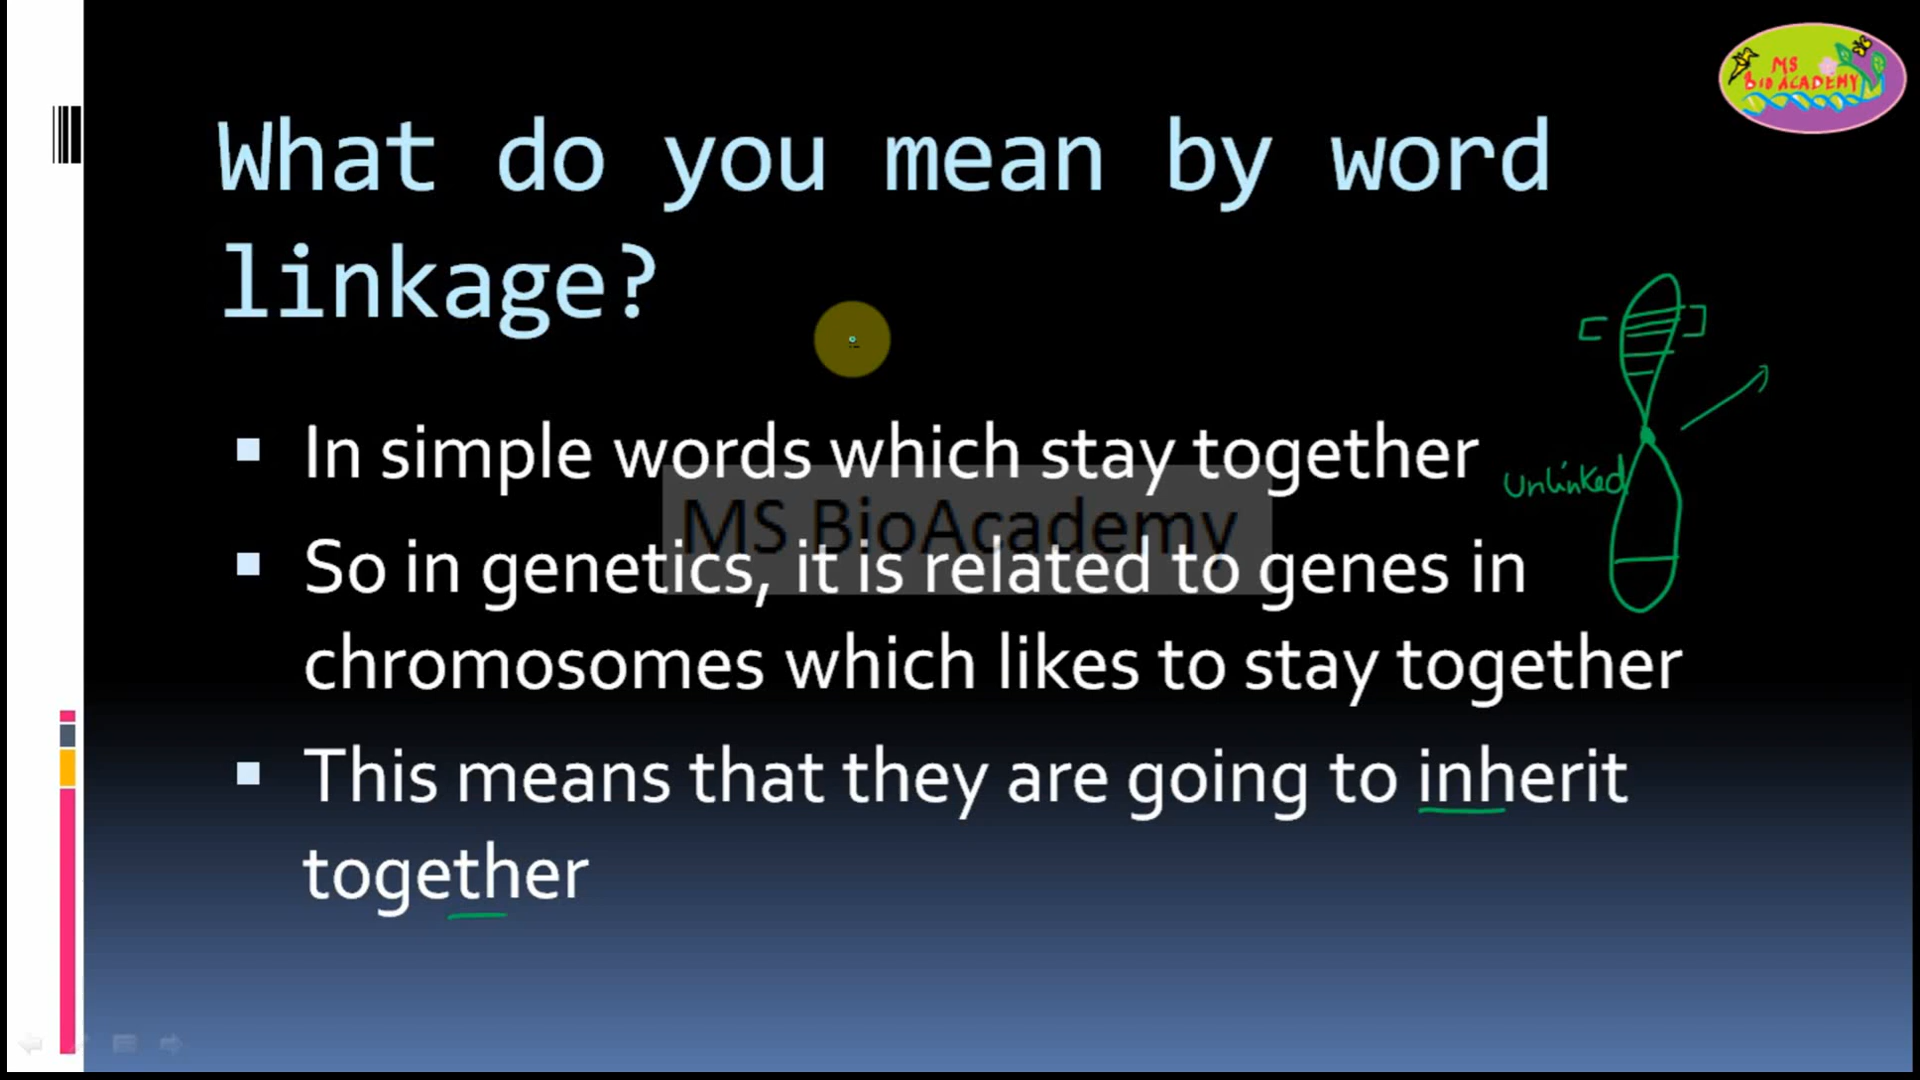 MS
BIO ACADEMY
What do you mean by word
linkage?
In simple words which stay together
Unlinked
MS BioAcademy
So in genetics, it is related to genes in
chromosomes which likes to stay together
This means that they are going to inherit
together